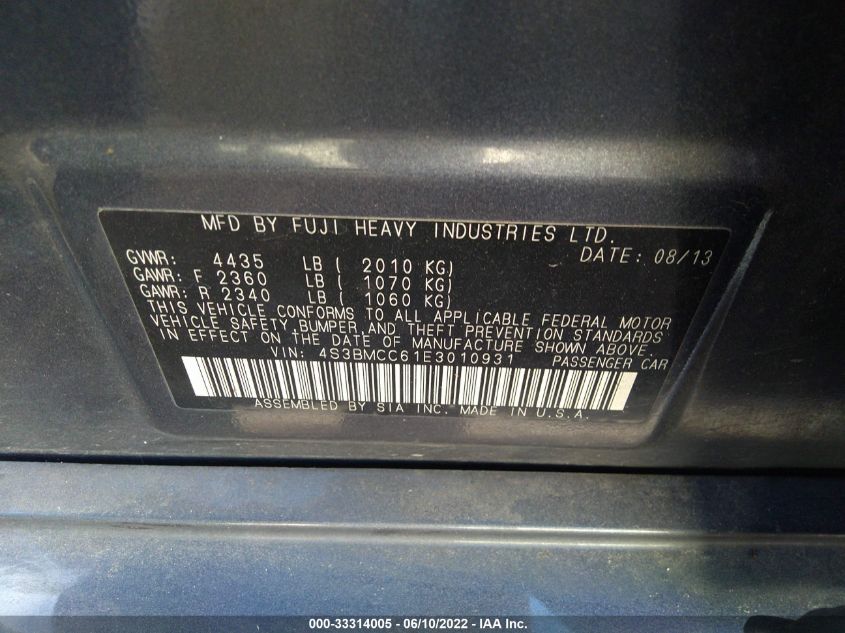 MFD BY FUJI HEAVY INDUSTRIES LTD.
DATE: 08/13
GVWR: 4435 LB ( 2010 KG)
GAWR: F 2360 LB ( 1070 KG)
GAWR: R 2340 LB ( 1060 KG)
THIS VEHICLE CONFORMS TO ALL APPLICABLE FEDERAL MOTOR
VEHICLE SAFETY, BUMPER, AND THEFT PREVENTION STANDARDS
IN EFFECT ON THE DATE OF MANUFACTURE SHOWN ABOVE.
VIN: 4S3BMCC61E3010931 PASSENGER CAR
ASSEMBLED BY SIA INC. MADE IN U.S.A.
000-33314005 - 06/10/2022 - IAA Inc.